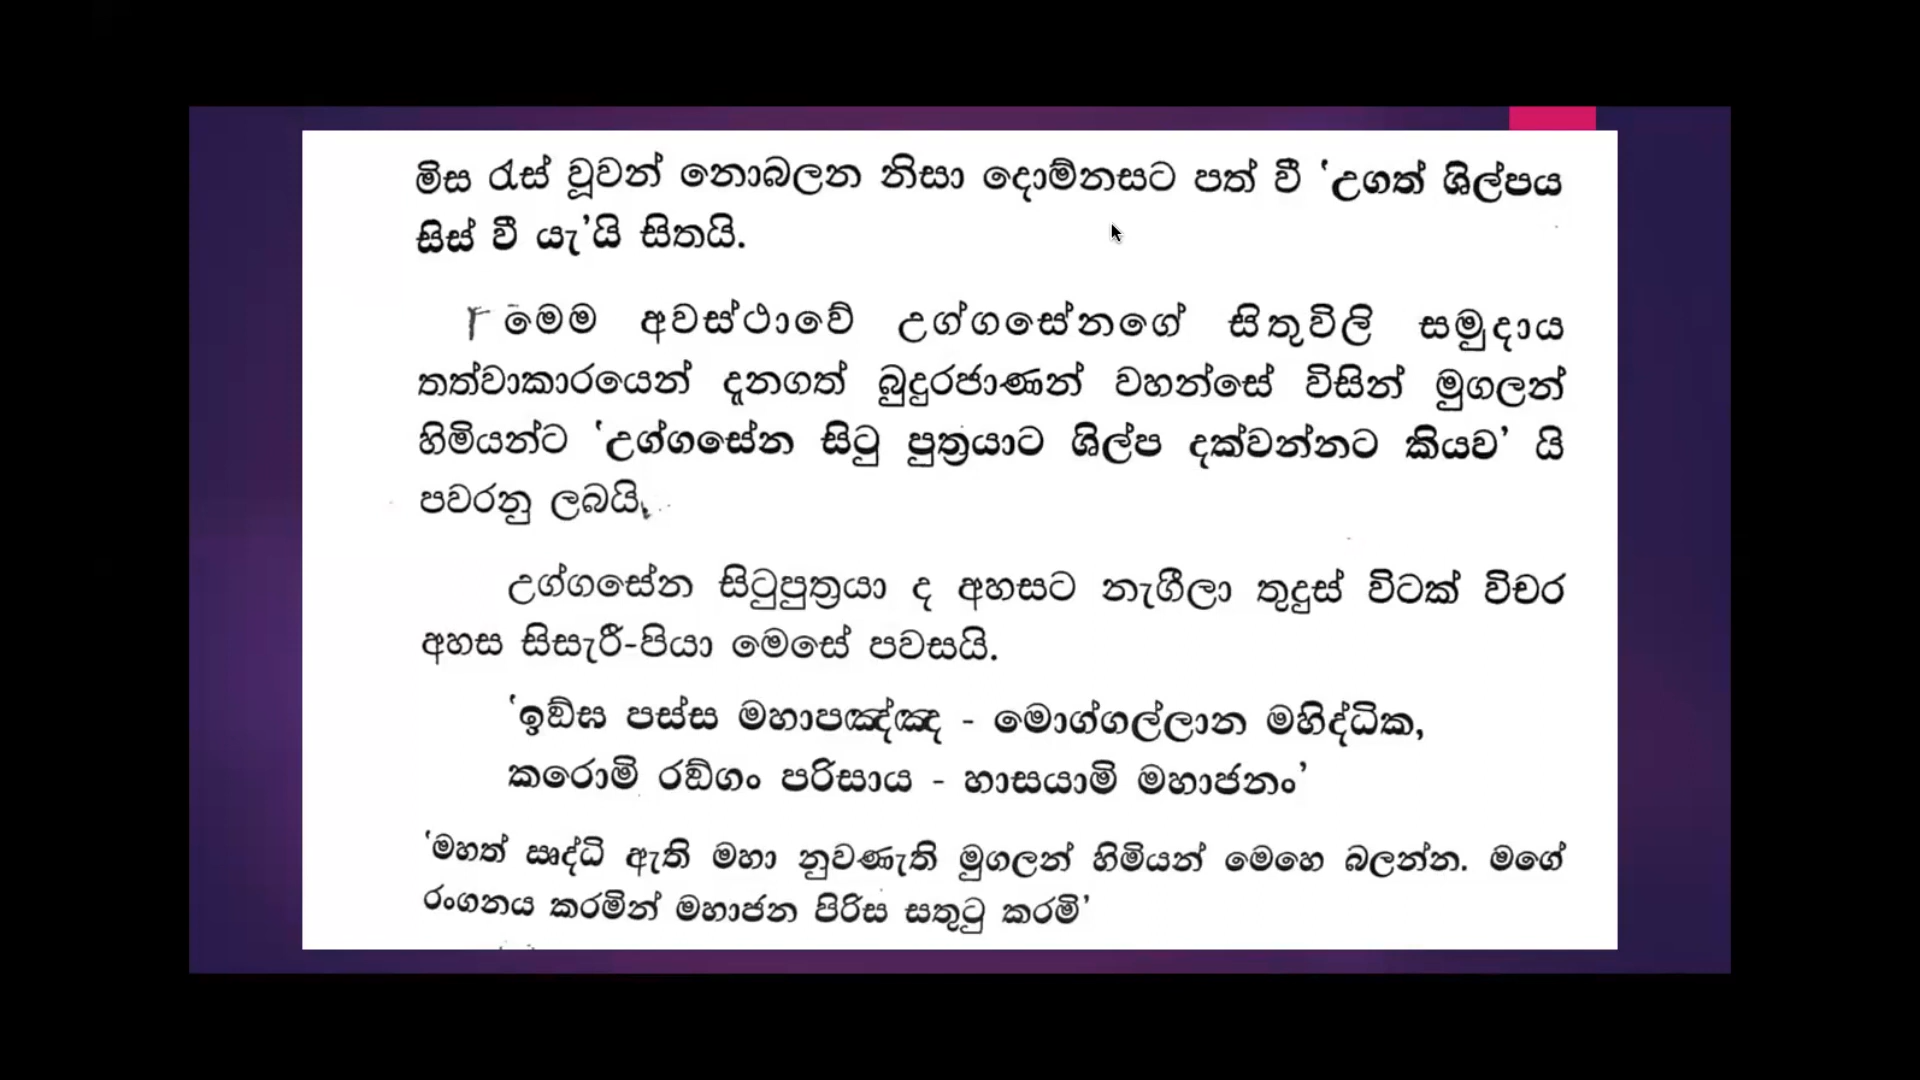 මිස රැස් වූවන් නොබලන නිසා දොම්නසට පත් වී ‘උගත් ශිල්පය
සිස් වී යැ’යි සිතයි.
මෙම අවස්ථාවේ උග්ගසේනගේ සිතුවිලි සමුදාය
තත්වාකාරයෙන් දැනගත් බුදුරජාණන් වහන්සේ විසින් මුගලන්
හිමියන්ට ‘උග්ගසේන සිටු පුත්‍රයාට ශිල්ප දක්වන්නට කියව’ යි
පවරනු ලබයි.
උග්ගසේන සිටුපුත්‍රයා ද අහසට නැගීලා තුදුස් විටක් විචර
අහස සිසැරී-පියා මෙසේ පවසයි.
‘ඉඞ්ඝ පස්ස මහාපඤ්ඤ - මොග්ගල්ලාන මහිද්ධික,
කරොමි රඞ්ගං පරිසාය - හාසයාමි මහාජනං’
‘මහත් ඍද්ධි ඇති මහා නුවණැති මුගලන් හිමියන් මෙහෙ බලන්න. මගේ
රංගනය කරමින් මහාජන පිරිස සතුටු කරමි’